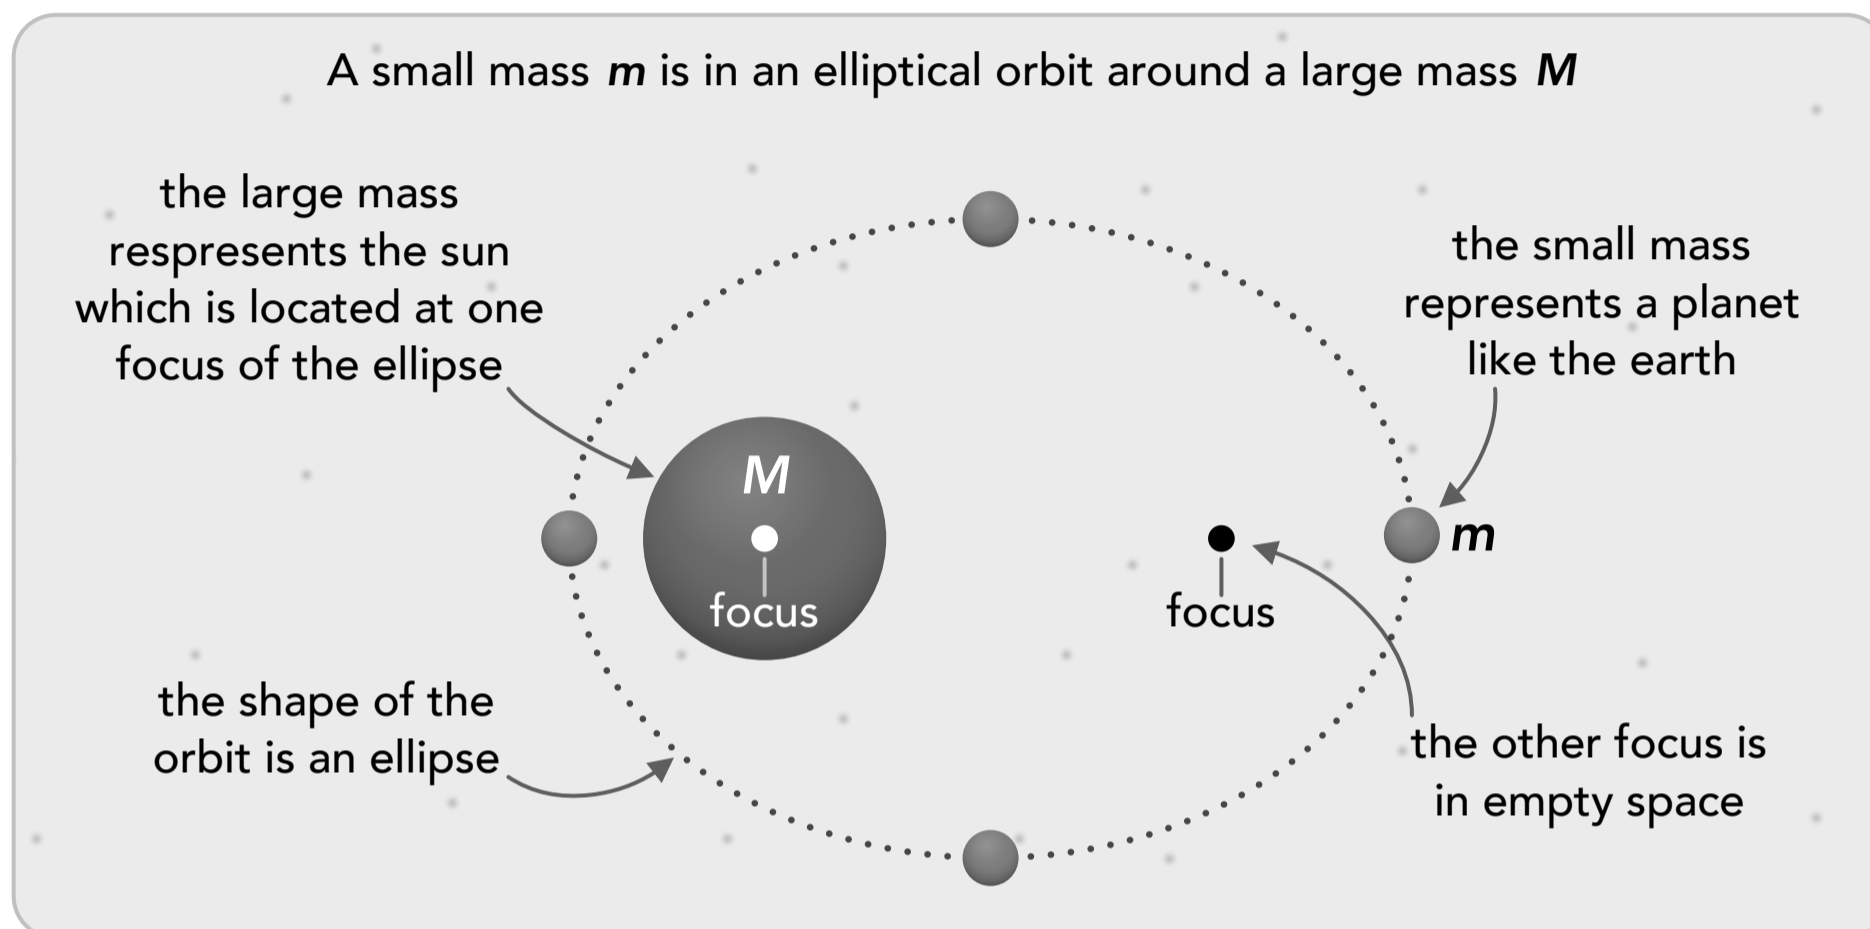 A small mass m is in an elliptical orbit around a large mass M
the large mass
respresents the sun
which is located at one
focus of the ellipse
the small mass
represents a planet
like the earth
M
focus
focus
m
the shape of the
orbit is an ellipse
the other focus is
in empty space